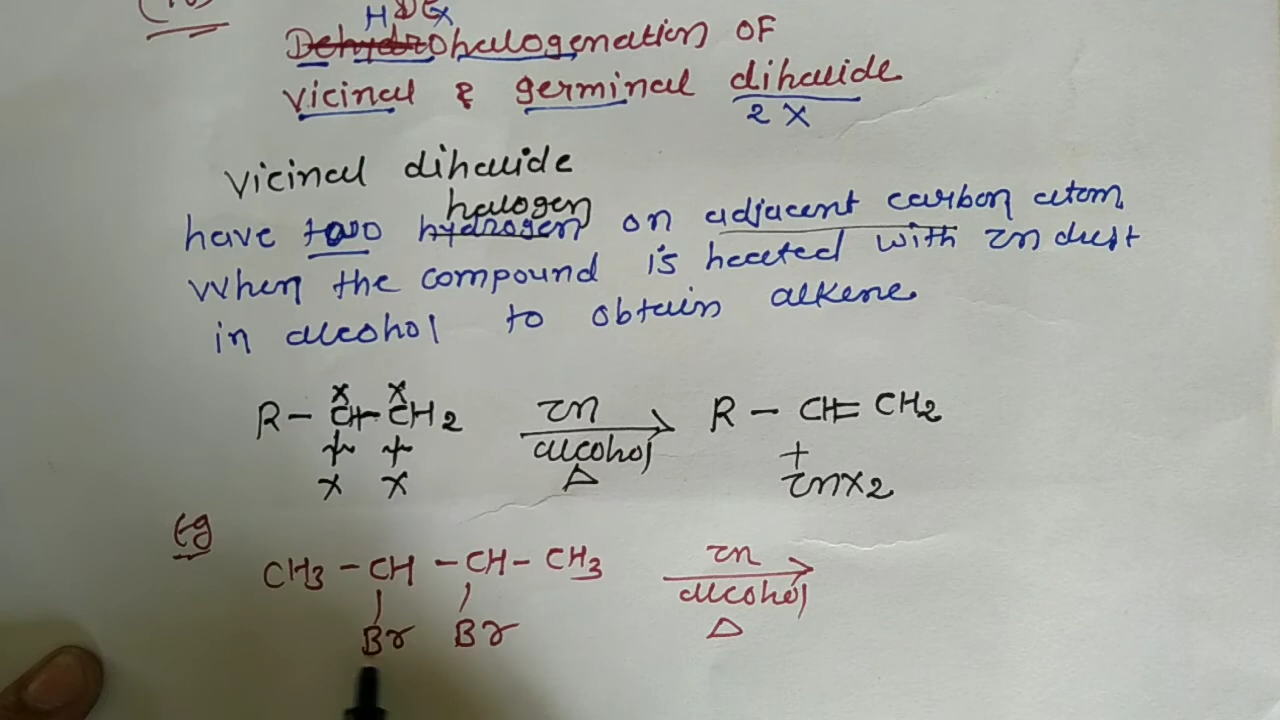 H DE X
Dehydrohalogenation OF
vicinal & germinal dihalide
2 X
vicinal dihalide
halogen
have two hydrogen on adjacent carbon atom
When the compound is heated with zn dust
in alcohol to obtain alkene
R - CH - CH2 zn alcohol Δ → R - CH = CH2
X X
X X
+
znx2
Eg
CH3 - CH - CH - CH3 zn alcohol Δ →
Br Br